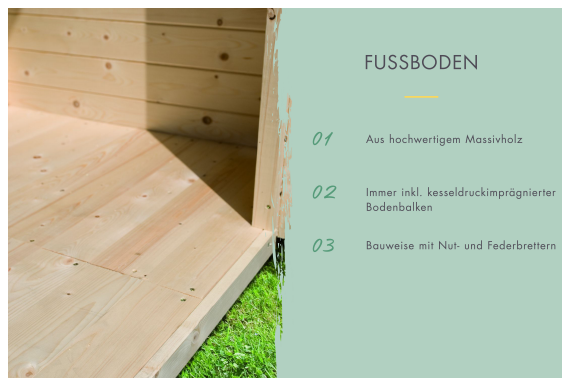 FUSSBODEN
01 Aus hochwertigem Massivholz
02 Immer inkl. kesseldruckimprägnierter
Bodenbalken
03 Bauweise mit Nut- und Federbrettern